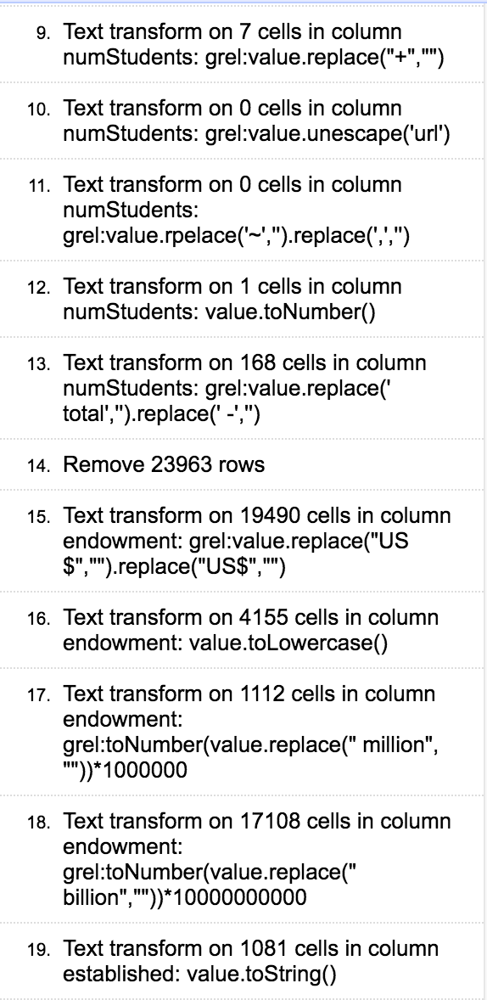 9. Text transform on 7 cells in column
numStudents: grel:value.replace("+","")
10. Text transform on 0 cells in column
numStudents: grel:value.unescape('url')
11. Text transform on 0 cells in column
numStudents:
grel:value.rpelace('~','').replace(',','')
12. Text transform on 1 cells in column
numStudents: value.toNumber()
13. Text transform on 168 cells in column
numStudents: grel:value.replace('
total','').replace(' -','')
14. Remove 23963 rows
15. Text transform on 19490 cells in column
endowment: grel:value.replace("US
$","").replace("US$","")
16. Text transform on 4155 cells in column
endowment: value.toLowercase()
17. Text transform on 1112 cells in column
endowment:
grel:toNumber(value.replace(" million",
""))*1000000
18. Text transform on 17108 cells in column
endowment:
grel:toNumber(value.replace("
billion",""))*10000000000
19. Text transform on 1081 cells in column
established: value.toString()